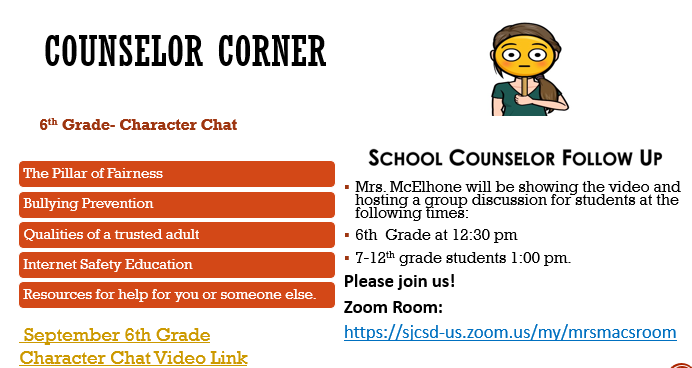 COUNSELOR CORNER
6th Grade- Character Chat
The Pillar of Fairness
Bullying Prevention
Qualities of a trusted adult
Internet Safety Education
Resources for help for you or someone else.
September 6th Grade
Character Chat Video Link
SCHOOL COUNSELOR FOLLOW UP
▪ Mrs. McElhone will be showing the video and
hosting a group discussion for students at the
following times:
▪ 6th Grade at 12:30 pm
▪ 7-12th grade students 1:00 pm.
Please join us!
Zoom Room:
https://sjcsd-us.zoom.us/my/mrsmacsroom